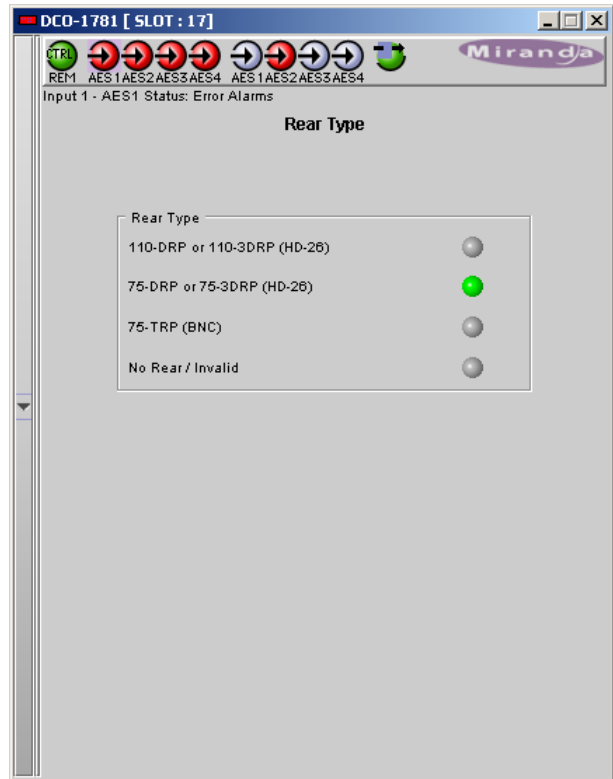 DCO-1781 [ SLOT : 17]
CTRL
REM AES1 AES2 AES3 AES4 AES1 AES2 AES3 AES4
Miranda
Input 1 - AES1 Status: Error Alarms
Rear Type
Rear Type
110-DRP or 110-3DRP (HD-26)
75-DRP or 75-3DRP (HD-26)
75-TRP (BNC)
No Rear / Invalid